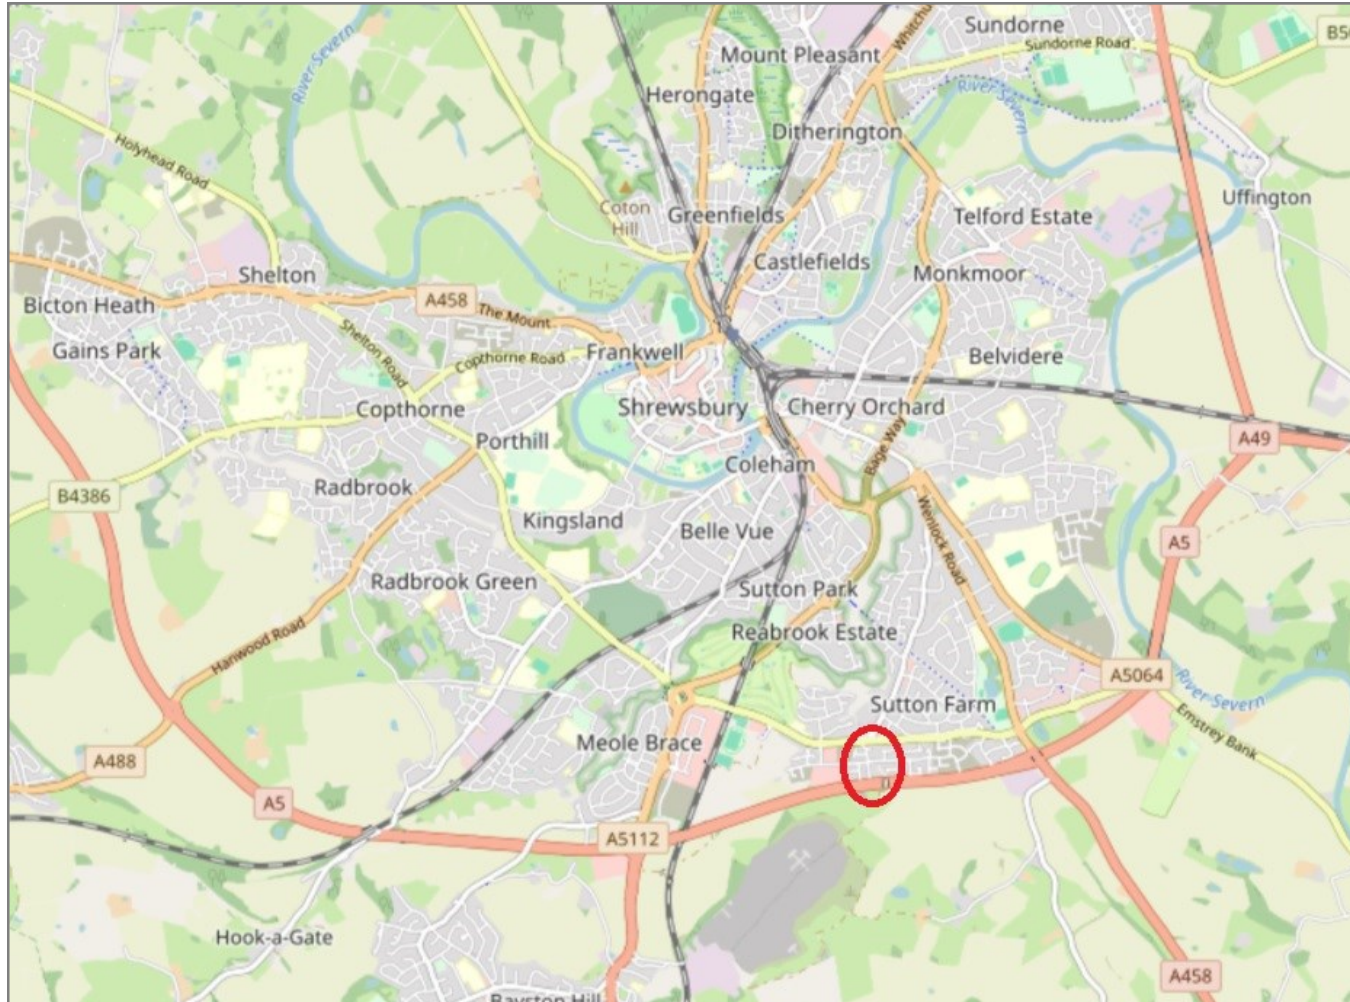 Sundorne
B5
Sundorne Road
Whitchu
Mount Pleasant
River Severn
Herongate
River Severn
Ditherington
Holyhead Road
Uffington
Coton
Hill
Greenfields
Telford Estate
Castlefields
Monkmoor
Shelton
Bicton Heath
A458
The Mount
Gains Park
Shelton Road
Copthorne Road
Frankwell
Belvidere
Copthorne
Shrewsbury
Cherry Orchard
Porthill
Bage Way
A49
Coleham
Radbrook
B4386
Kingsland
Belle Vue
Wenlock Road
A5
Radbrook Green
Sutton Park
Reabrook Estate
Hanwood Road
A5064
River Severn
Sutton Farm
Emstrey Bank
Meole Brace
A488
A5
A5112
Hook-a-Gate
A458
Bayston Hill